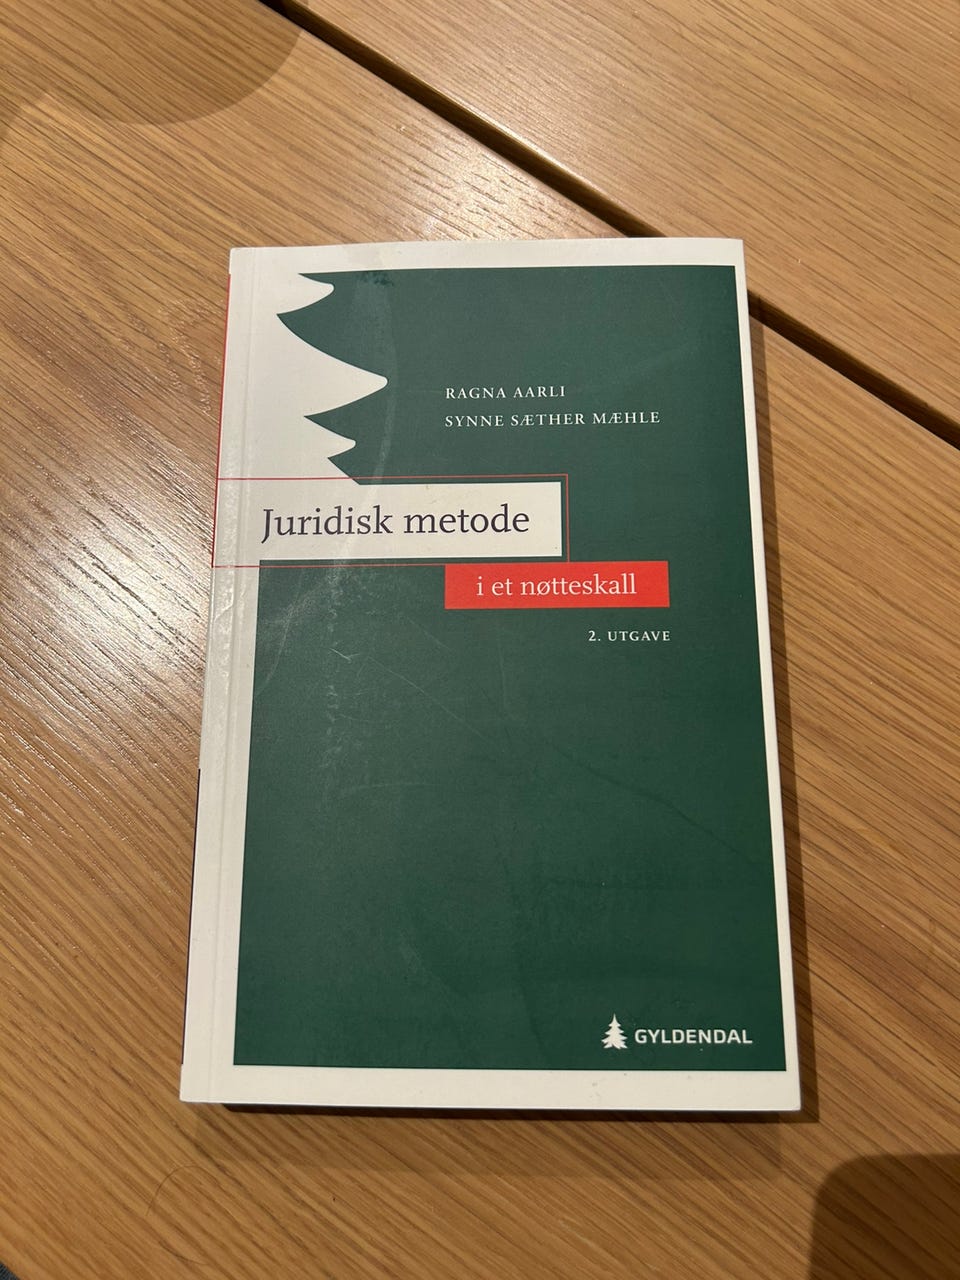 RAGNA AARLI
SYNNE SÆTHER MÆHLE
Juridisk metode
i et nøtteskall
2. UTGAVE
GYLDENDAL